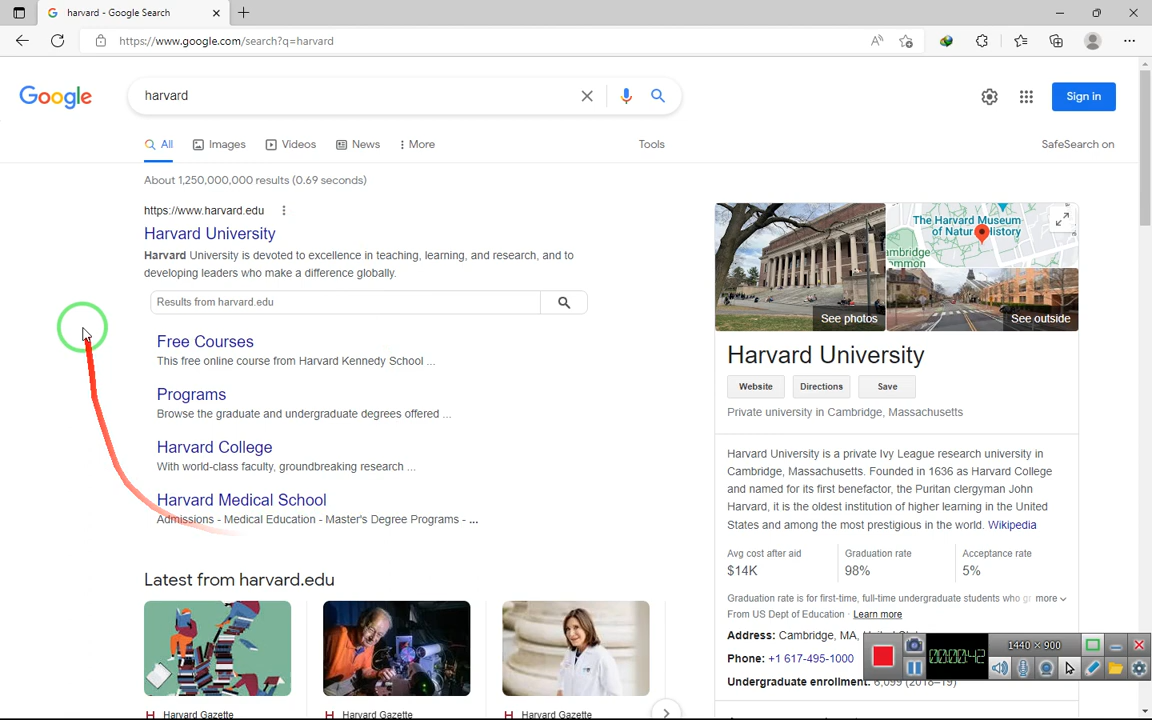 harvard - Google Search
https://www.google.com/search?q=harvard
Google
harvard
Sign in
All
Images
Videos
News
More
Tools
SafeSearch on
About 1,250,000,000 results (0.69 seconds)
https://www.harvard.edu
Harvard University
Harvard University is devoted to excellence in teaching, learning, and research, and to
developing leaders who make a difference globally.
Results from harvard.edu
Free Courses
This free online course from Harvard Kennedy School ...
Programs
Browse the graduate and undergraduate degrees offered ...
Harvard College
With world-class faculty, groundbreaking research ...
Harvard Medical School
Admissions - Medical Education - Master's Degree Programs - ...
Latest from harvard.edu
Harvard Gazette
Harvard Gazette
Harvard Gazette
The Harvard Museum
of Natur History
ambridge
ommon
See photos
See outside
Harvard University
Website
Directions
Save
Private university in Cambridge, Massachusetts
Harvard University is a private Ivy League research university in
Cambridge, Massachusetts. Founded in 1636 as Harvard College
and named for its first benefactor, the Puritan clergyman John
Harvard, it is the oldest institution of higher learning in the United
States and among the most prestigious in the world. Wikipedia
Avg cost after aid
$14K
Graduation rate
98%
Acceptance rate
5%
Graduation rate is for first-time, full-time undergraduate students who gr more
From US Dept of Education · Learn more
Address: Cambridge, MA,
Phone: +1 617-495-1000
Undergraduate enrollment: 6,099 (2018–19)
1440 × 900
00:00:42